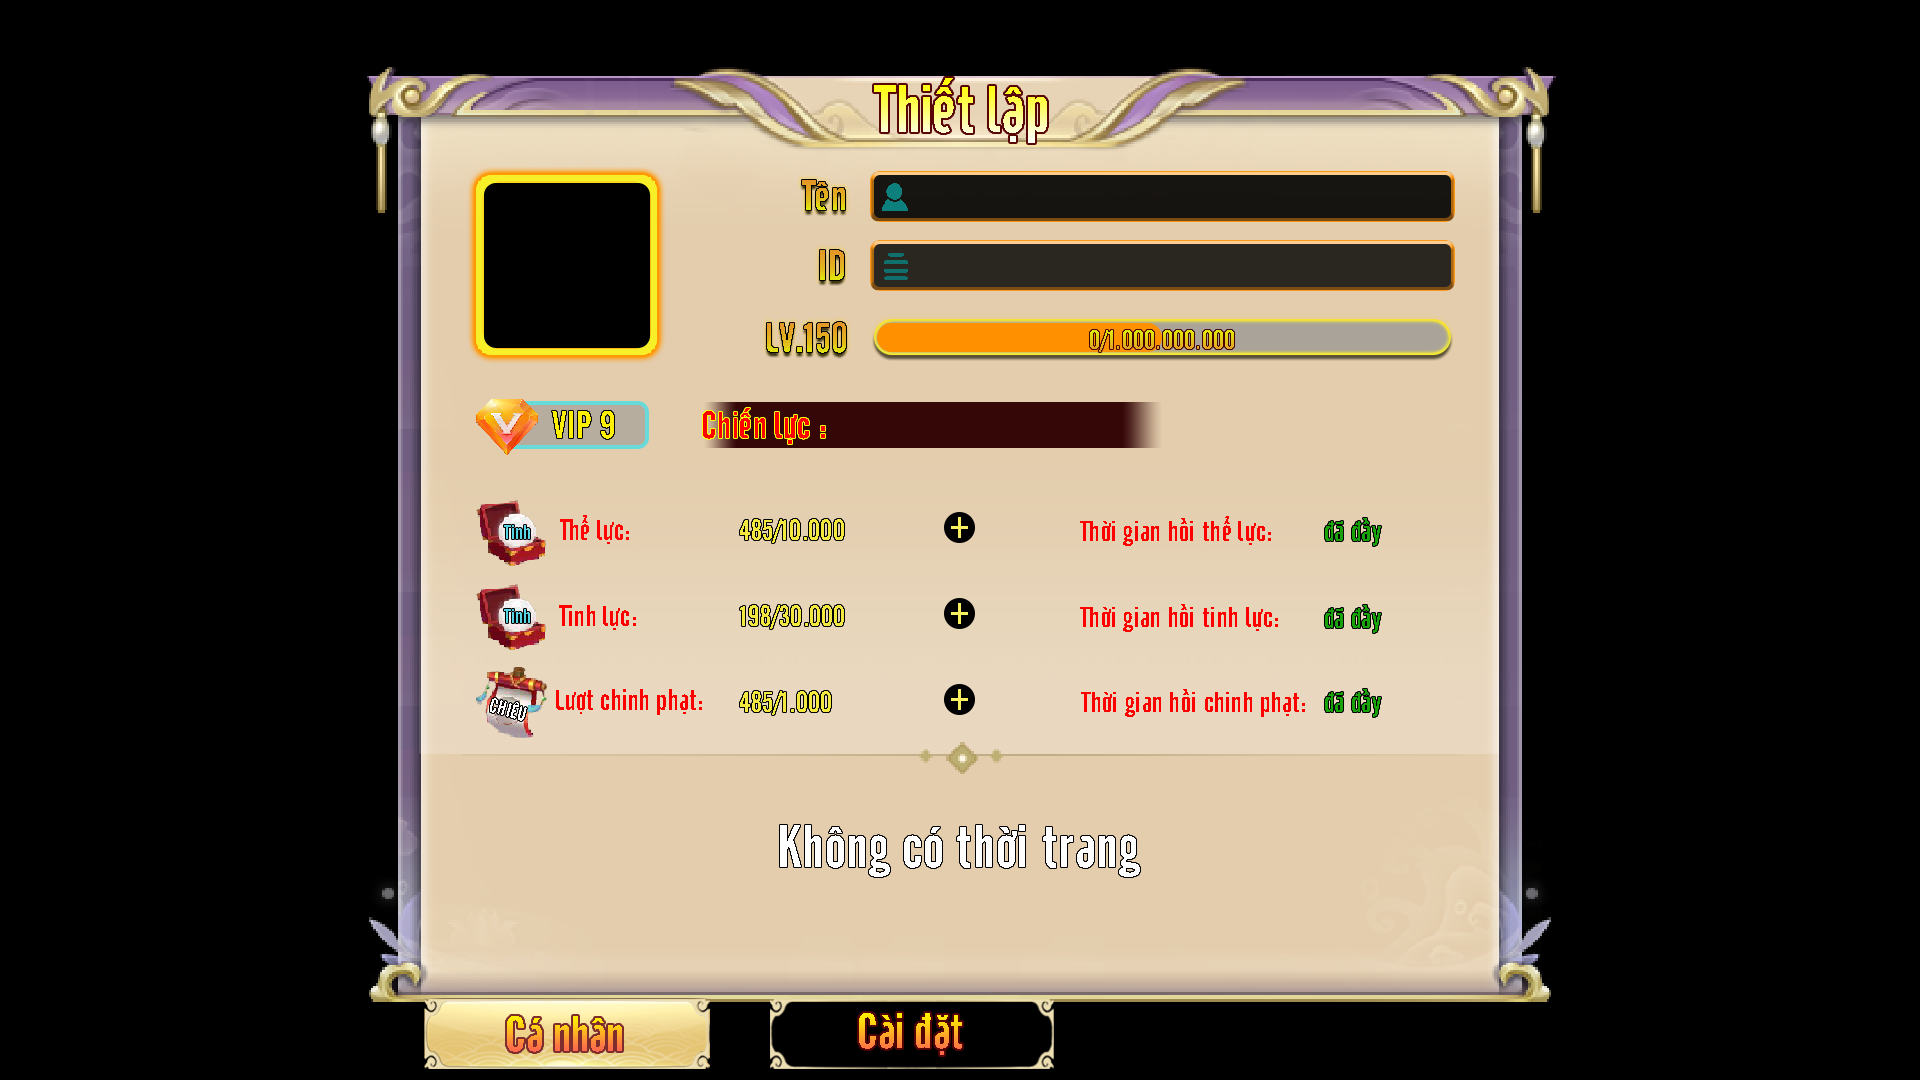 Thiết lập
Tên
ID
LV.150
0/1.000.000.000
VIP 9
Chiến lực :
Tinh
Thể lực:
485/10.000
Thời gian hồi thể lực:
đã đầy
Tinh
Tinh lực:
198/30.000
Thời gian hồi tinh lực:
đã đầy
CHIẾU
Lượt chinh phạt:
485/1.000
Thời gian hồi chinh phạt:
đã đầy
Không có thời trang
Cá nhân
Cài đặt